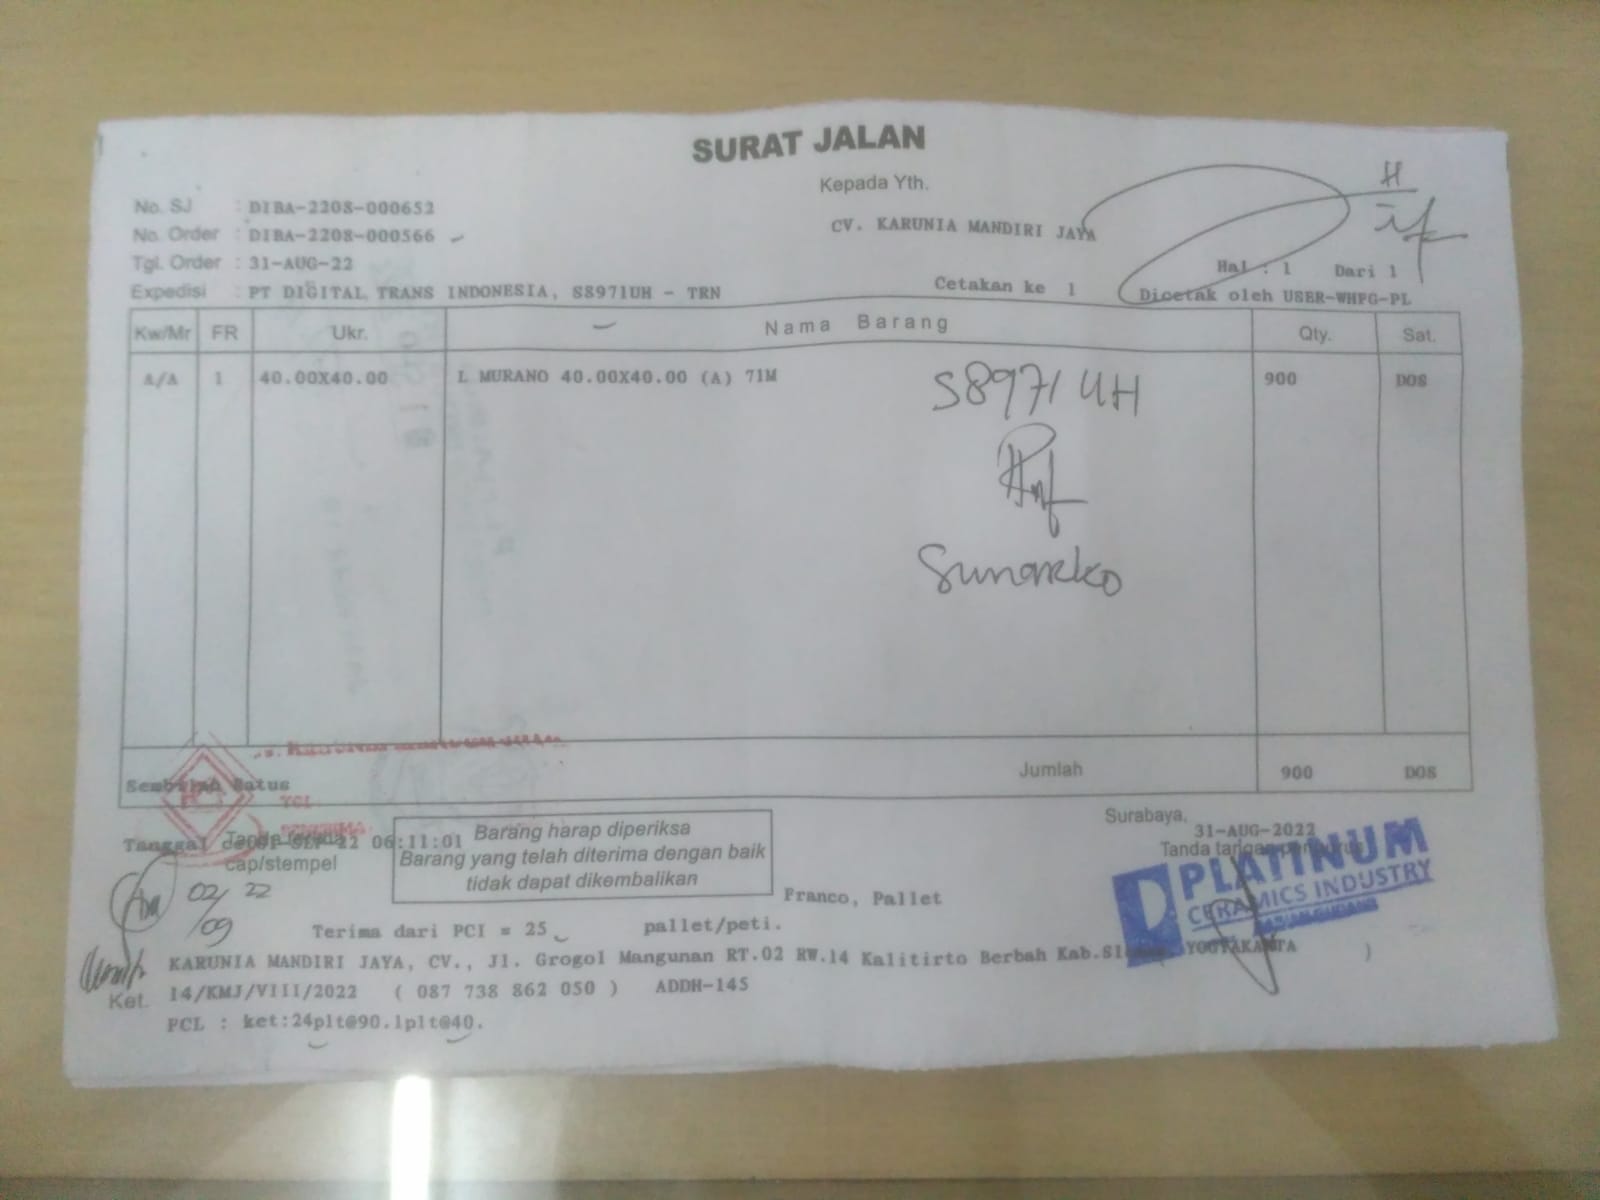 SURAT JALAN
Kepada Yth.
No. SJ : DIBA-2208-000652
No. Order : DIBA-2208-000566
CV. KARUNIA MANDIRI JAYA
Tgl. Order : 31-AUG-22
Hal : 1 Dari 1
Expedisi : PT DIGITAL TRANS INDONESIA, S8971UH - TRN
Cetakan ke 1 Dicetak oleh USER-WHFG-PL
Kw/Mr FR Ukr. Nama Barang Qty. Sat.
A/A 1 40.00X40.00 L MURANO 40.00X40.00 (A) 71M 900 DOS
S8971 UH
Sunarko
Sembilan Ratus Jumlah 900 DOS
Surabaya,
31-AUG-2022
Tanggal 01-SEP-22 06:11:01
Tanda terima
cap/stempel
PENERIMA
Barang harap diperiksa
Barang yang telah diterima dengan baik
tidak dapat dikembalikan
Tanda tangan
PLATINUM
CERAMICS INDUSTRY
02/09 22
Franco, Pallet
Terima dari PCI = 25 pallet/peti.
KARUNIA MANDIRI JAYA, CV., Jl. Grogol Mangunan RT.02 RW.14 Kalitirto Berbah Kab. YOGYAKARTA )
Ket. 14/KMJ/VIII/2022 ( 087 738 862 050 ) ADDH-145
PCL : ket:24plt@90.1plt@40.